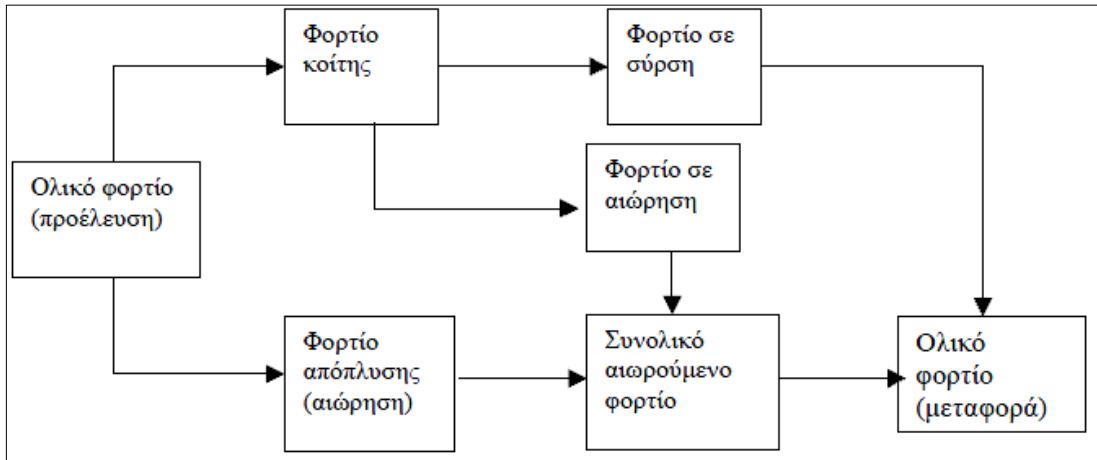 Φορτίο
κοίτης
Φορτίο σε
σύρση
Ολικό φορτίο
(προέλευση)
Φορτίο σε
αιώρηση
Φορτίο
απόπλυσης
(αιώρηση)
Συνολικό
αιωρούμενο
φορτίο
Ολικό
φορτίο
(μεταφορά)